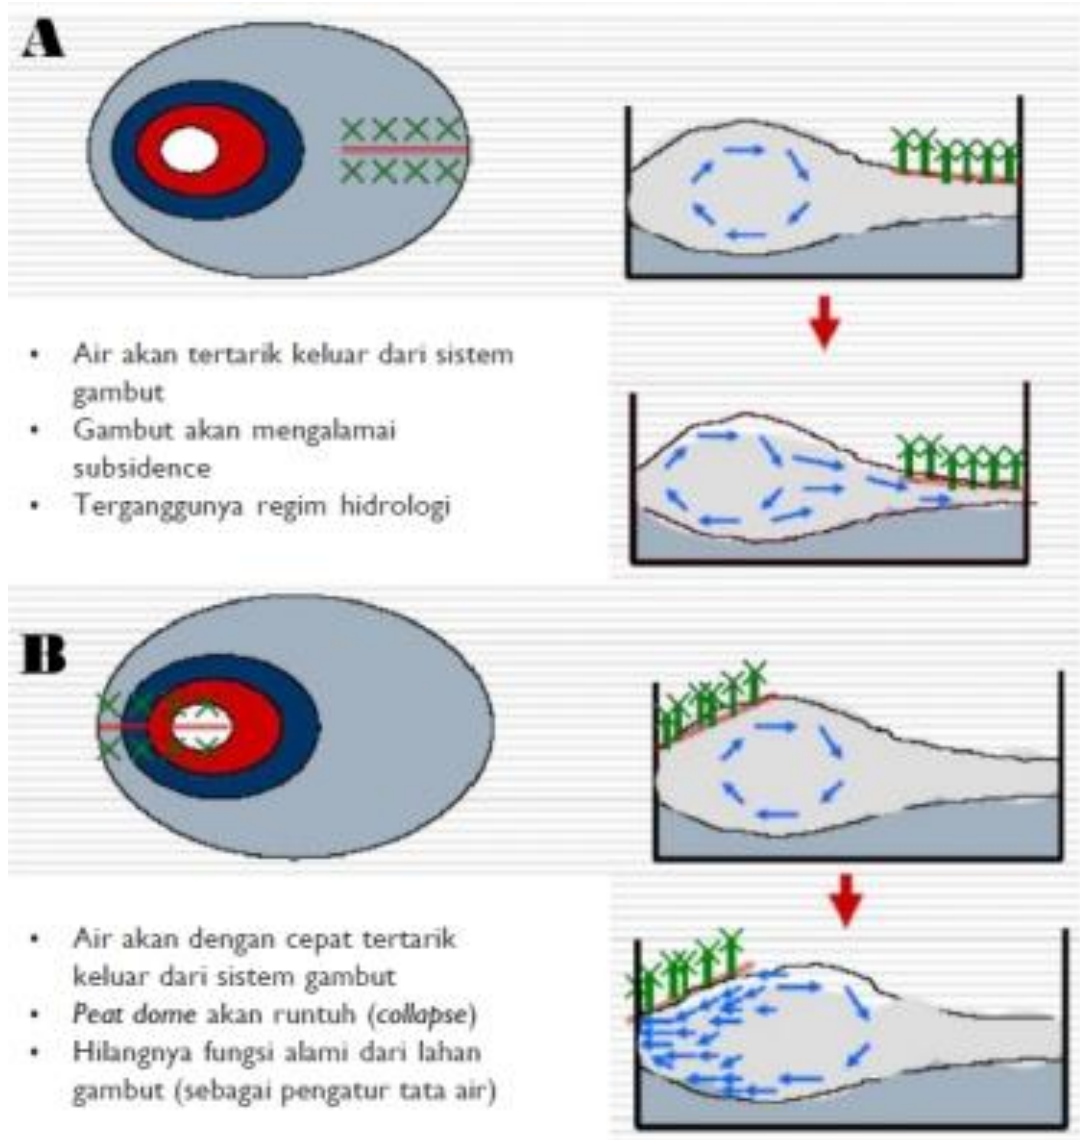 A
• Air akan tertarik keluar dari sistem
gambut
• Gambut akan mengalamai
subsidence
• Terganggunya regim hidrologi
B
• Air akan dengan cepat tertarik
keluar dari sistem gambut
• Peat dome akan runtuh (collapse)
• Hilangnya fungsi alami dari lahan
gambut (sebagai pengatur tata air)